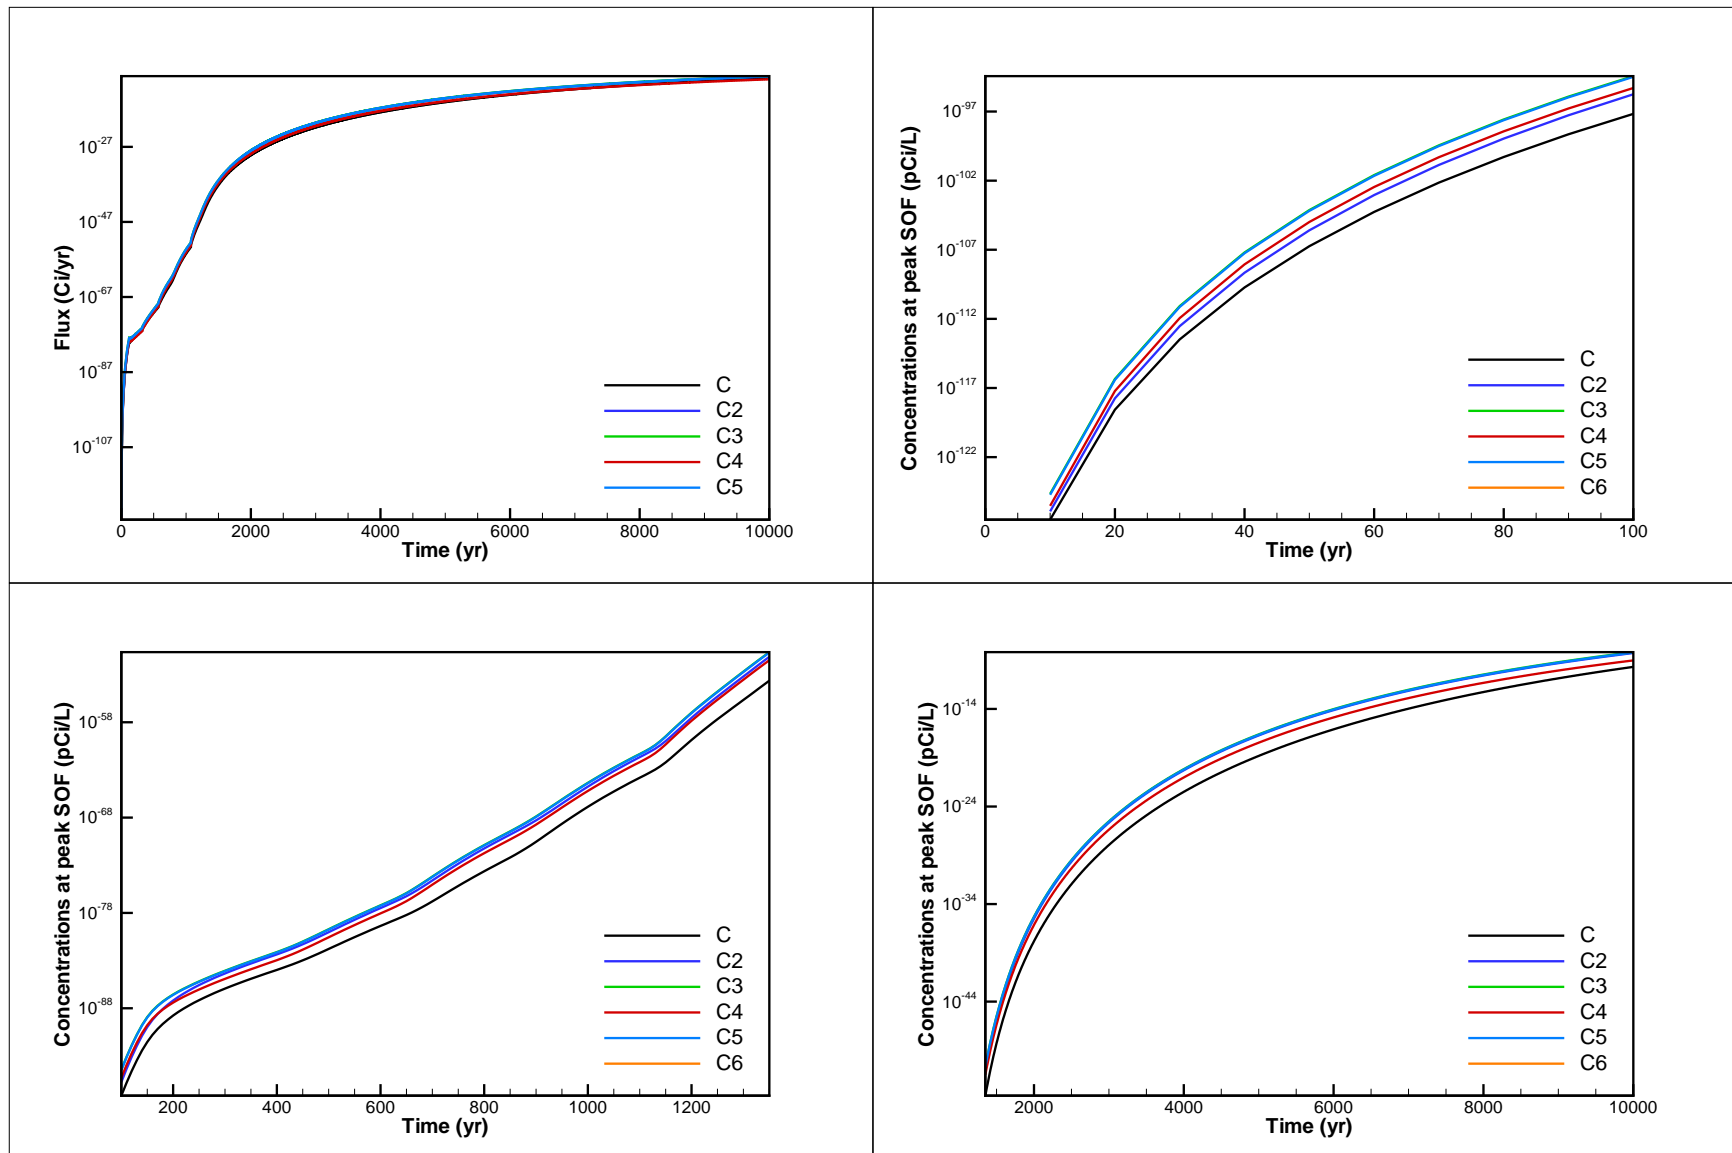 Flux (Ci/yr)
10^-27
10^-47
10^-67
10^-87
10^-107
C
C2
C3
C4
C5
0 2000 4000 6000 8000 10000
Time (yr)
Concentrations at peak SOF (pCi/L)
10^-97
10^-102
10^-107
10^-112
10^-117
10^-122
C
C2
C3
C4
C5
C6
0 20 40 60 80 100
Time (yr)
Concentrations at peak SOF (pCi/L)
10^-58
10^-68
10^-78
10^-88
C
C2
C3
C4
C5
C6
200 400 600 800 1000 1200
Time (yr)
Concentrations at peak SOF (pCi/L)
10^-14
10^-24
10^-34
10^-44
C
C2
C3
C4
C5
C6
2000 4000 6000 8000 10000
Time (yr)